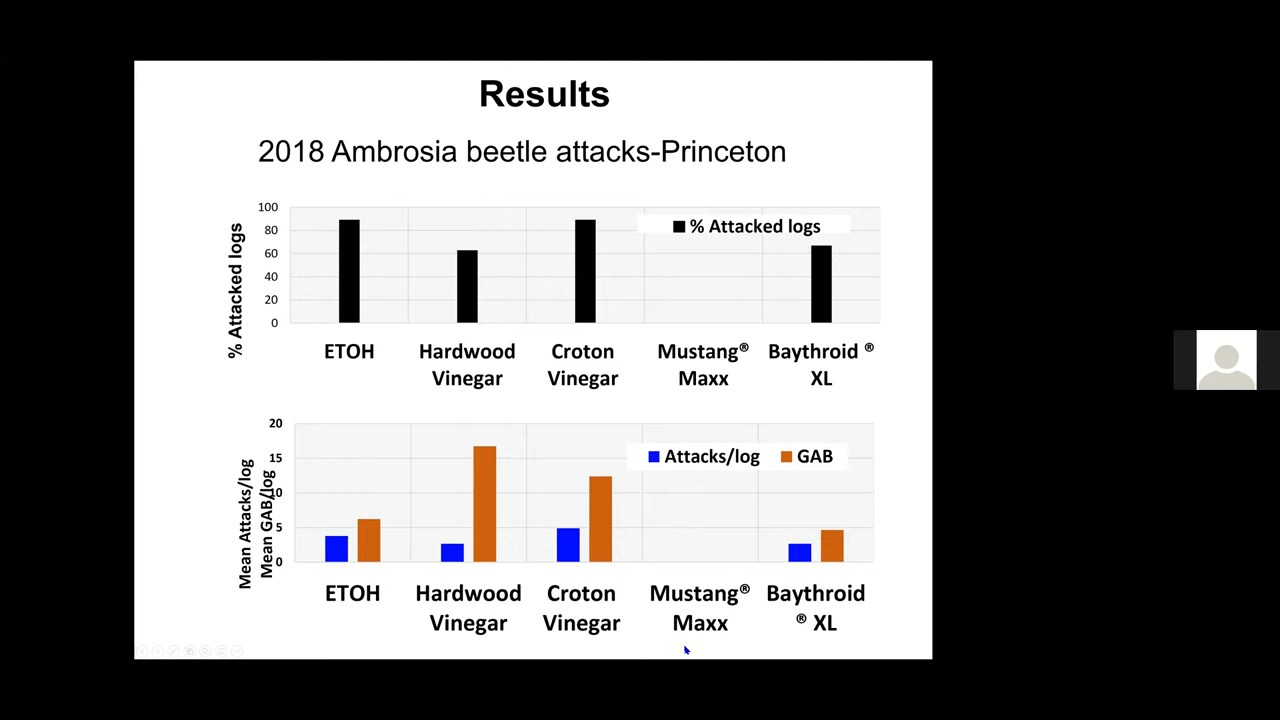 Results
2018 Ambrosia beetle attacks-Princeton
% Attacked logs
100
80
60
40
20
0
% Attacked logs
ETOH
Hardwood
Vinegar
Croton
Vinegar
Mustang®
Maxx
Baythroid ®
XL
Mean Attacks/log
Mean GAB/log
20
15
10
5
0
Attacks/log
GAB
ETOH
Hardwood
Vinegar
Croton
Vinegar
Mustang®
Maxx
Baythroid
® XL